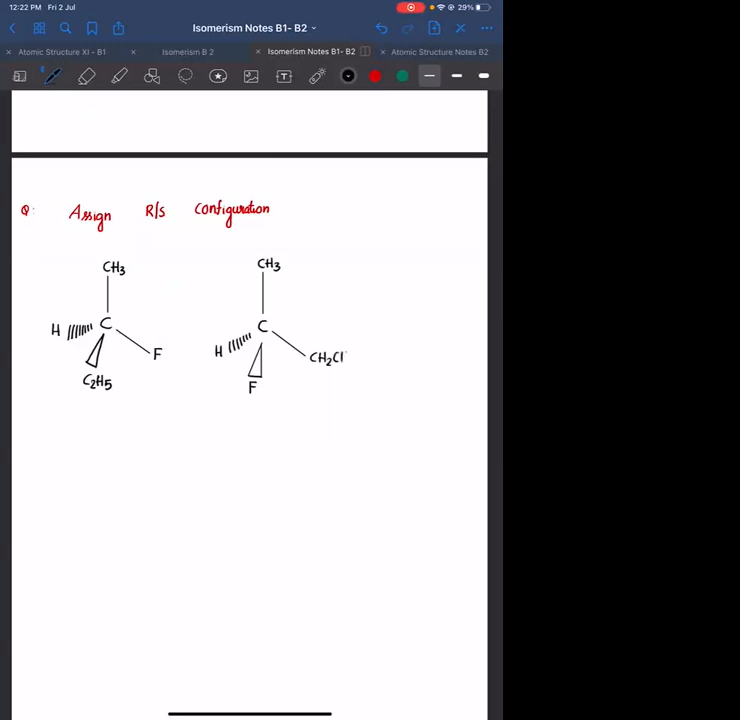 12:22 PM Fri 2 Jul 29%
Isomerism Notes B1- B2
Atomic Structure XI - B1 Isomerism B 2 Isomerism Notes B1- B2 Atomic Structure Notes B2
Q: Assign R/S Configuration
CH3 CH3
H C F
C2H5
H C CH2Cl
F